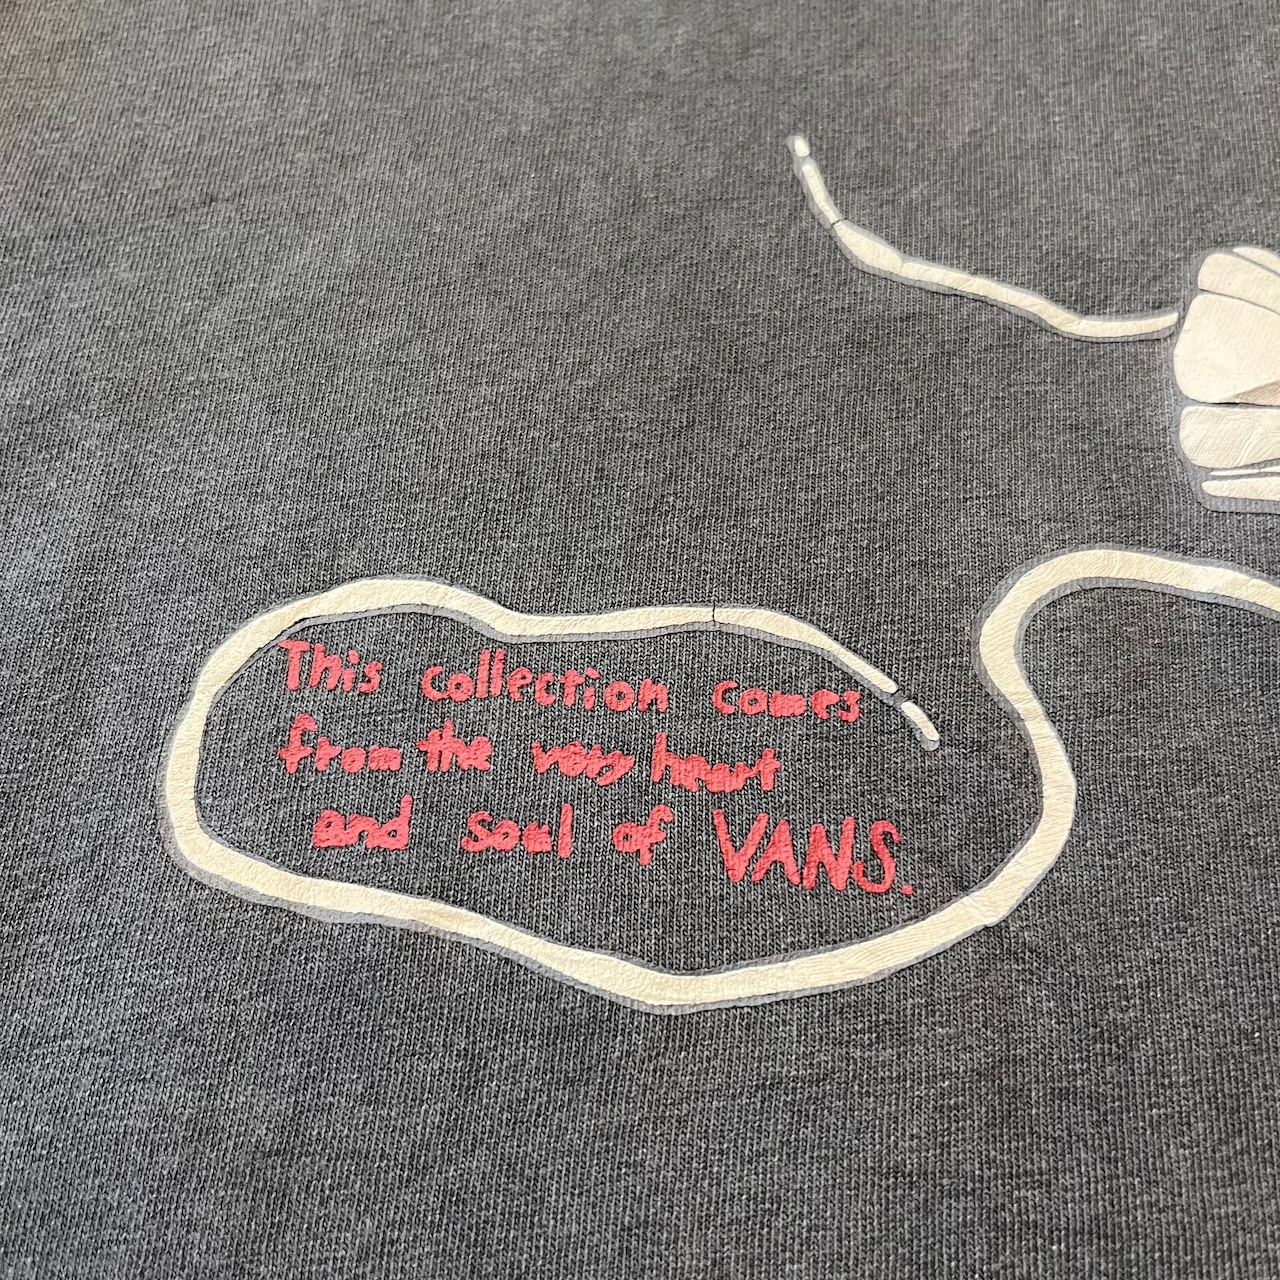 This collection comes
from the very heart
and soul of VANS.